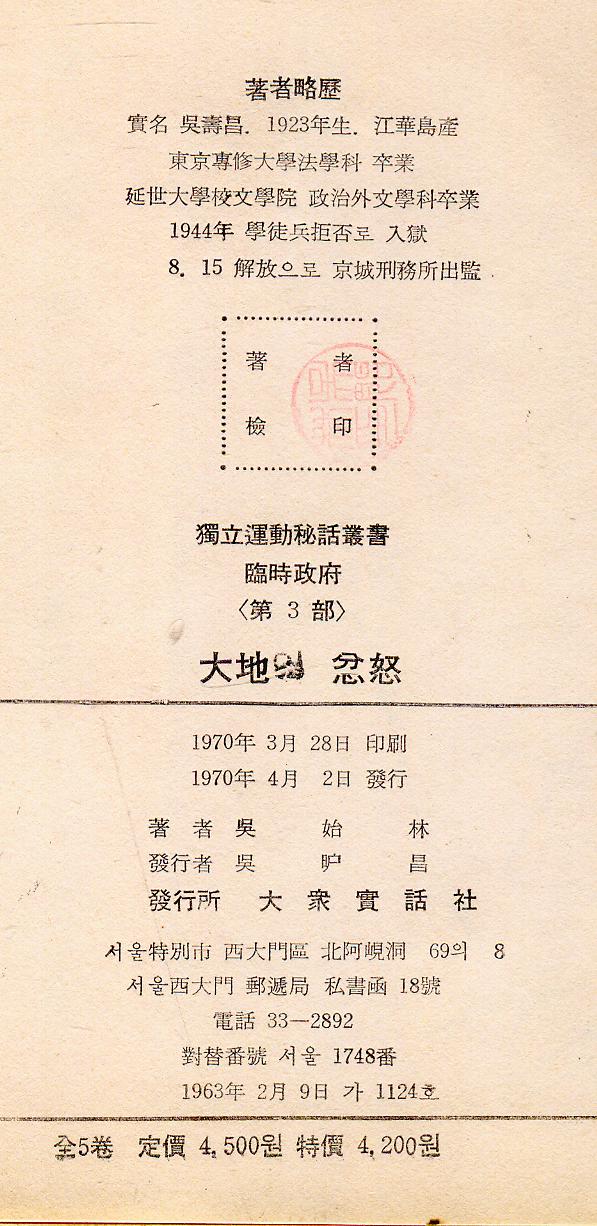 著者略歷
實名 吳壽昌. 1923年生. 江華島產
東京專修大學法學科 卒業
延世大學校文學院 政治外文學科卒業
1944年 學徒兵拒否로 入獄
8. 15 解放으로 京城刑務所出監
著 者
檢 印
獨立運動秘話叢書
臨時政府
〈第 3 部〉
大地의 忿怒
1970年 3月 28日 印刷
1970年 4月 2日 發行
著 者 吳 始 林
發行者 吳 昌
發行所 大 衆 實 話 社
서울特別市 西大門區 北阿峴洞 69의 8
서울西大門 郵遞局 私書函 18號
電話 33—2892
對替番號 서울 1748番
1963年 2月 9日 가 1124호
全5卷 定價 4,500원 特價 4,200원